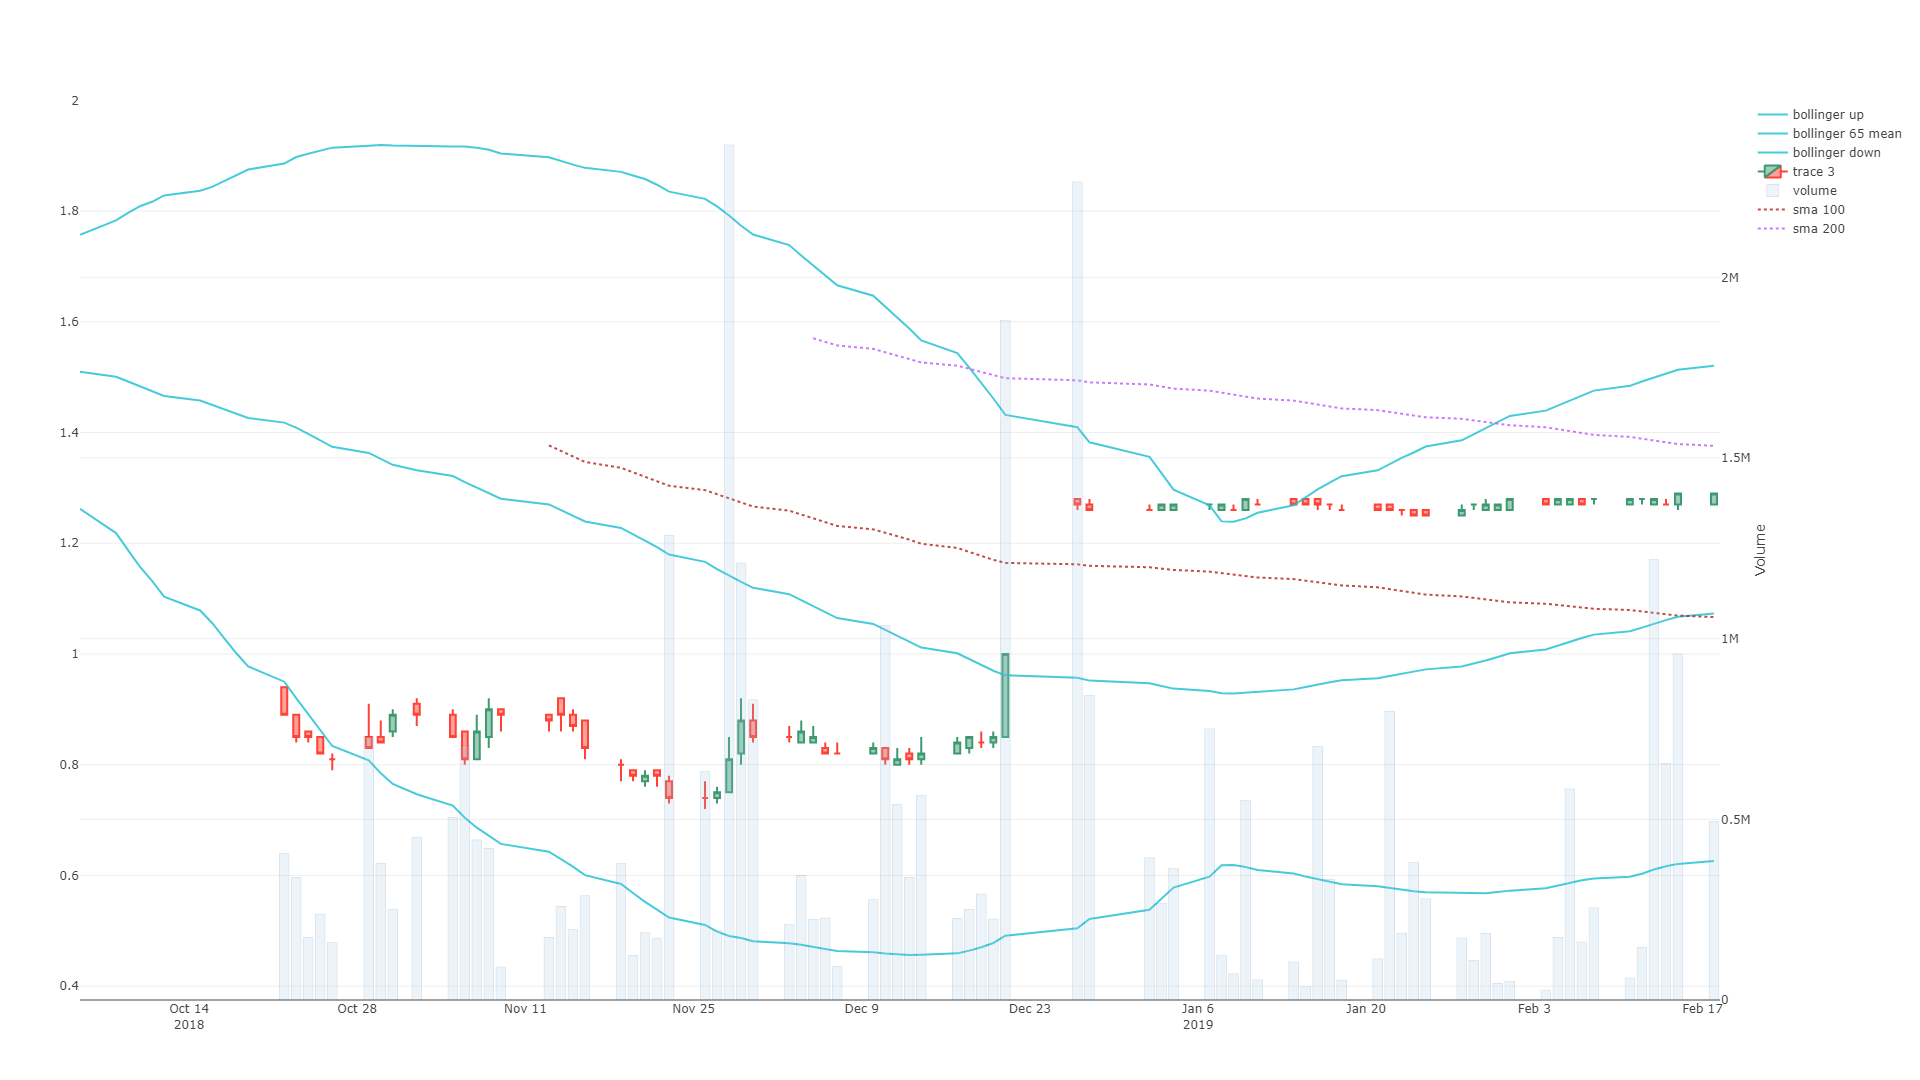 2
1.8
1.6
1.4
1.2
1
0.8
0.6
0.4
Oct 14
2018
Oct 28
Nov 11
Nov 25
Dec 9
Dec 23
Jan 6
2019
Jan 20
Feb 3
Feb 17
2M
1.5M
1M
0.5M
0
Volume
bollinger up
bollinger 65 mean
bollinger down
trace 3
volume
sma 100
sma 200